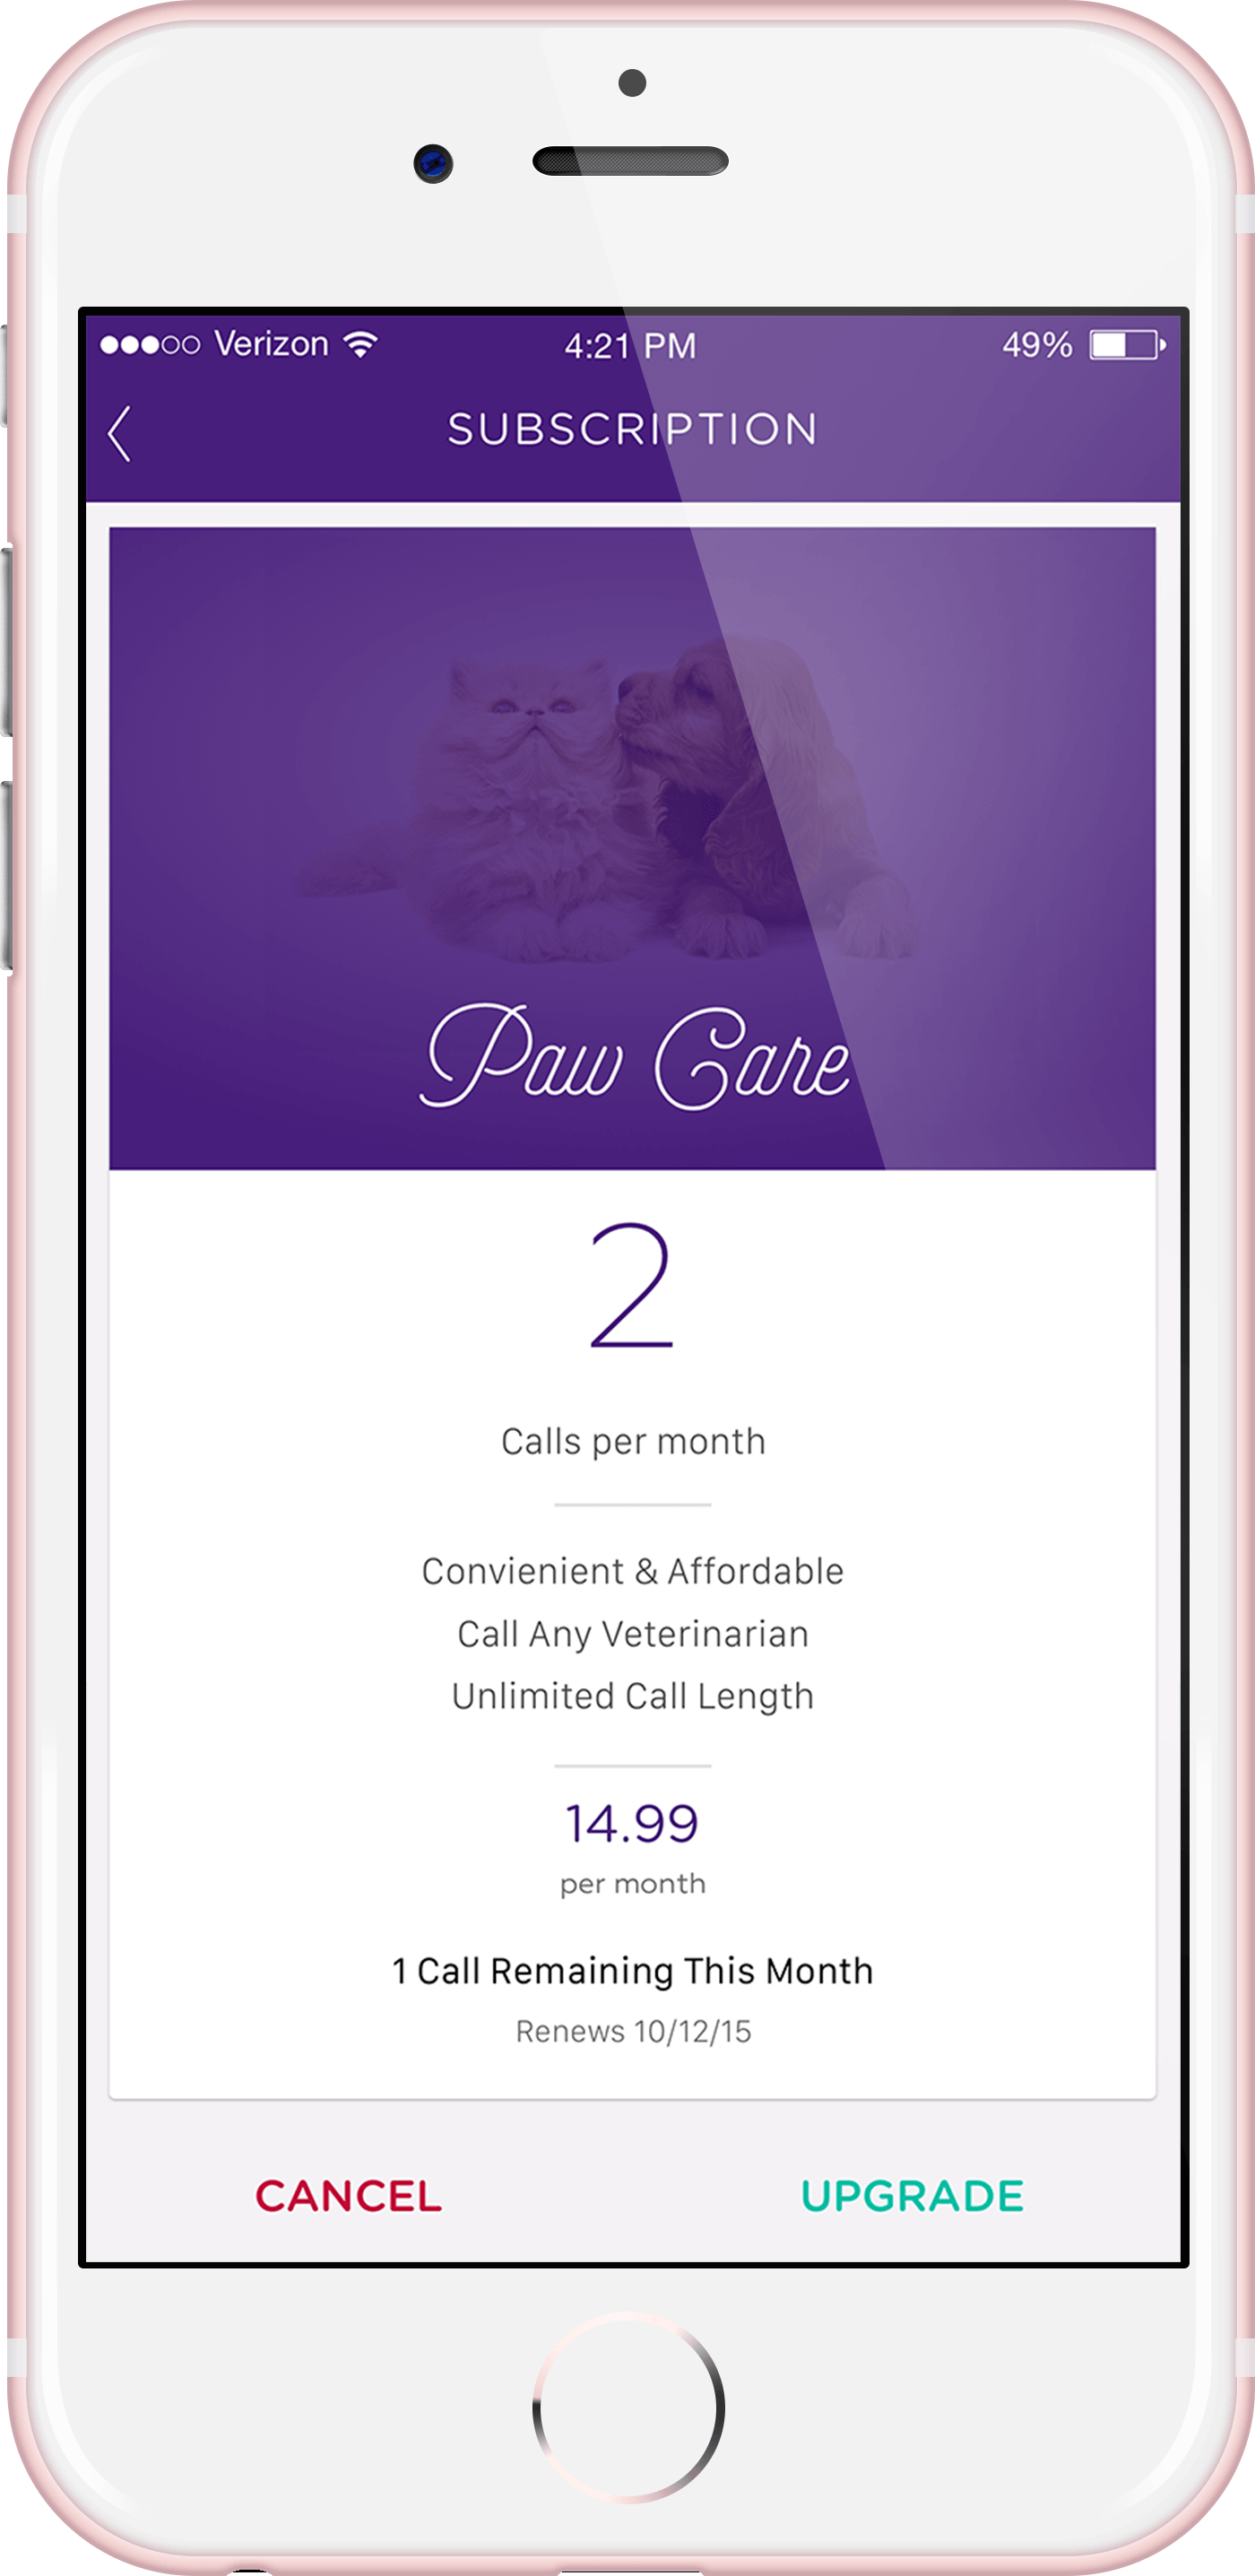 Verizon 4:21 PM 49%
SUBSCRIPTION
Paw Care
2
Calls per month
Convienient & Affordable
Call Any Veterinarian
Unlimited Call Length
14.99
per month
1 Call Remaining This Month
Renews 10/12/15
CANCEL UPGRADE